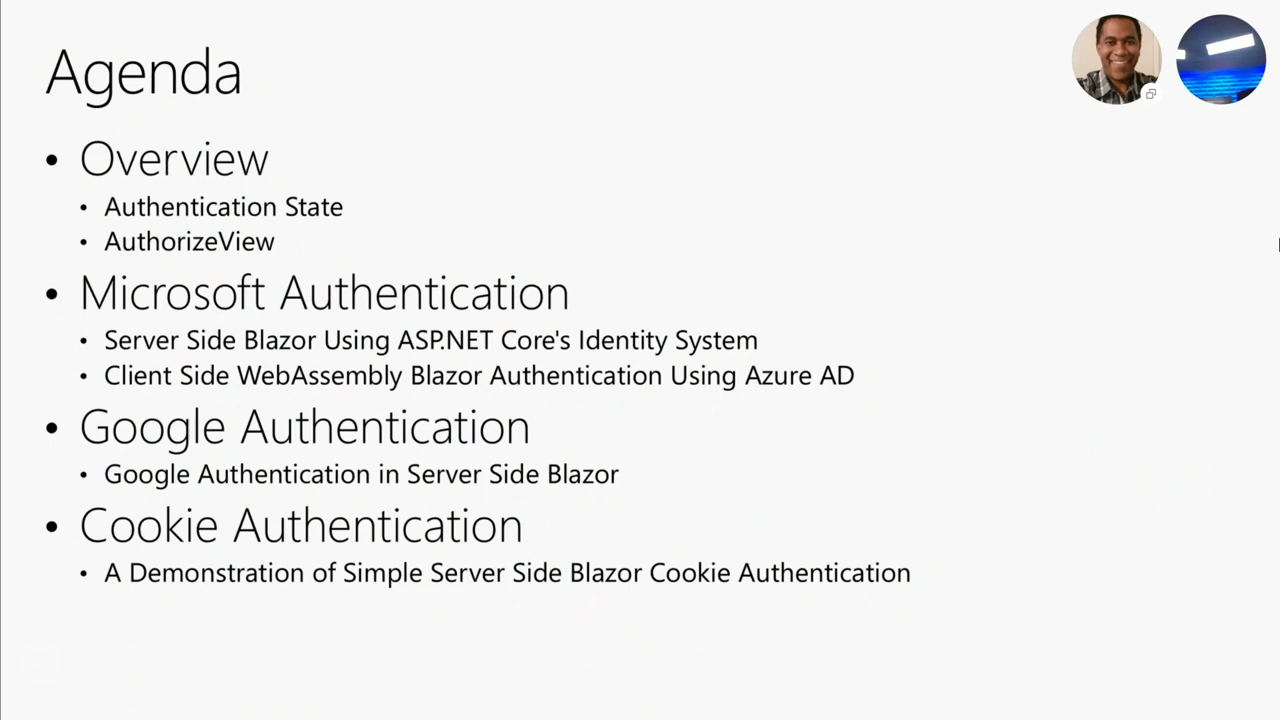 Agenda
• Overview
• Authentication State
• AuthorizeView
• Microsoft Authentication
• Server Side Blazor Using ASP.NET Core's Identity System
• Client Side WebAssembly Blazor Authentication Using Azure AD
• Google Authentication
• Google Authentication in Server Side Blazor
• Cookie Authentication
• A Demonstration of Simple Server Side Blazor Cookie Authentication